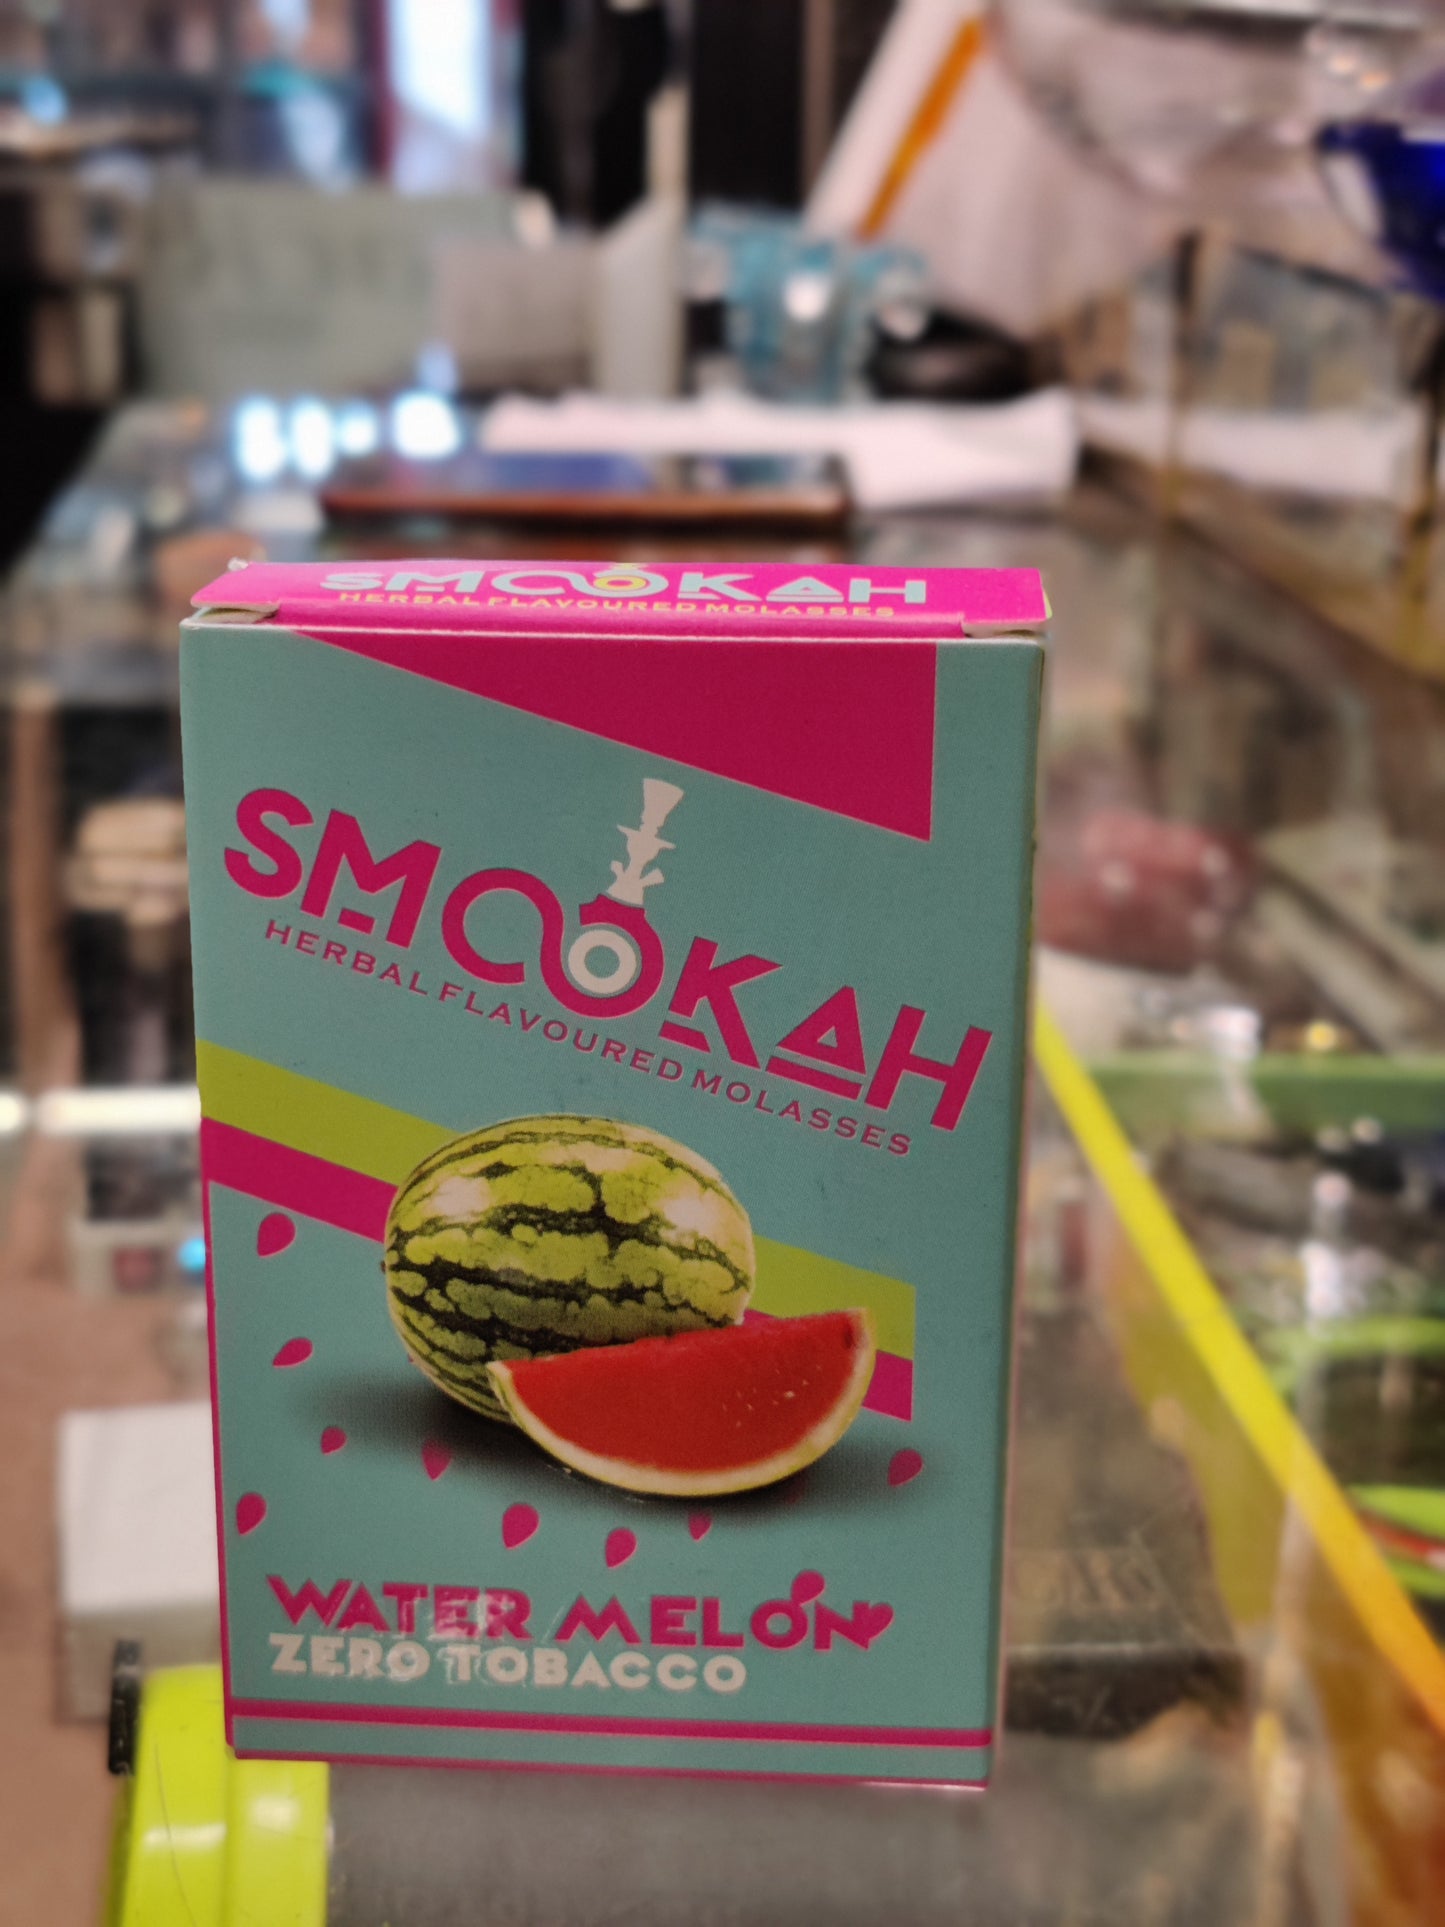 SMOOKAH
HERBAL FLAVOURED MOLASSES
SMOOKAH
HERBAL FLAVOURED MOLASSES
WATER MELON
ZERO TOBACCO